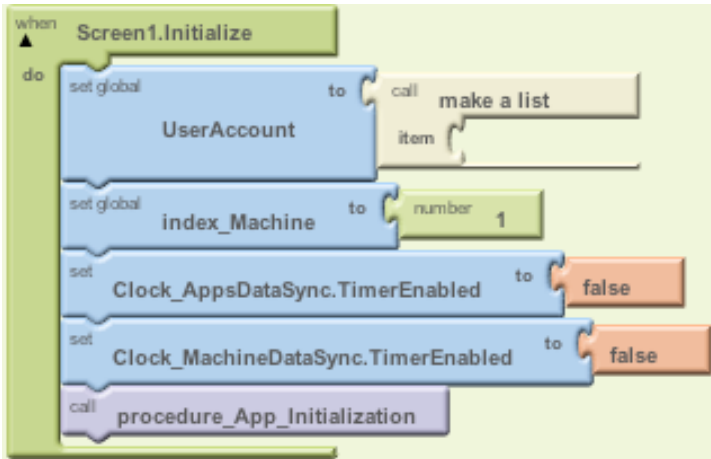 when Screen1.Initialize
do
set global UserAccount to call make a list
item
set global index_Machine to number 1
set Clock_AppsDataSync.TimerEnabled to false
set Clock_MachineDataSync.TimerEnabled to false
call procedure_App_Initialization